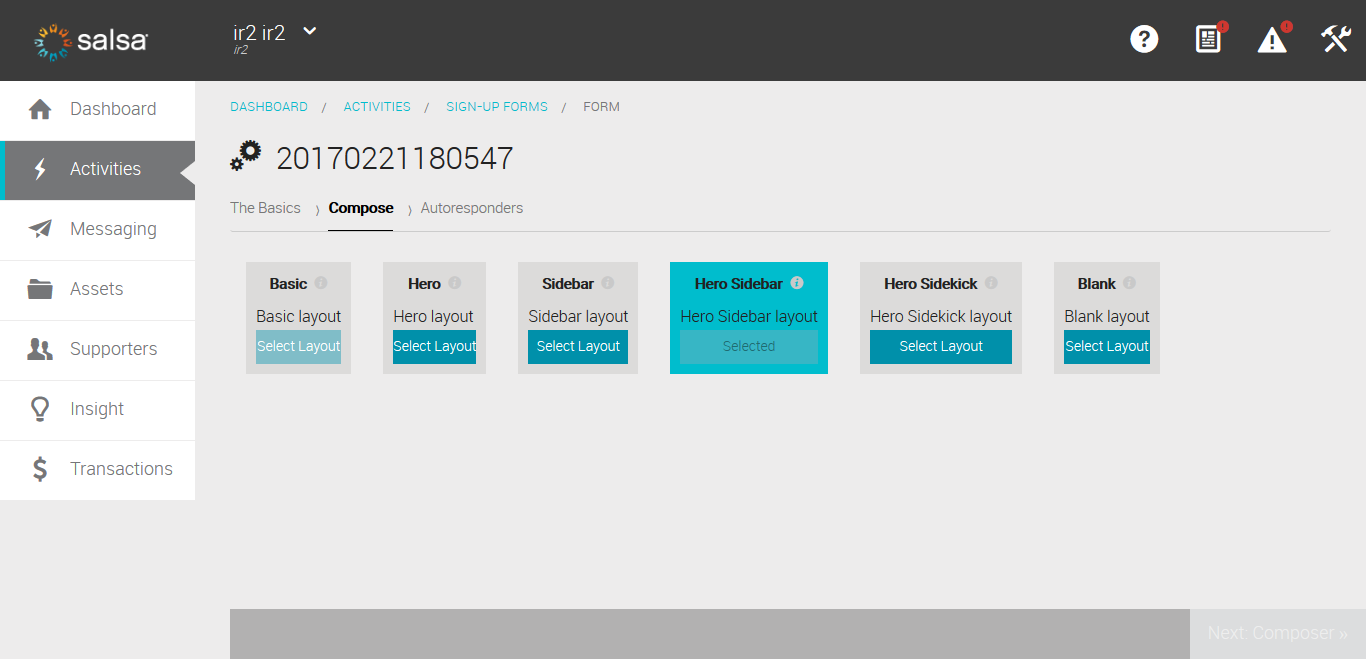 salsa
ir2 ir2
ir2
Dashboard
Activities
Messaging
Assets
Supporters
Insight
Transactions
DASHBOARD / ACTIVITIES / SIGN-UP FORMS / FORM
20170221180547
The Basics 〉 Compose 〉 Autoresponders
Basic
Basic layout
Select Layout
Hero
Hero layout
Select Layout
Sidebar
Sidebar layout
Select Layout
Hero Sidebar
Hero Sidebar layout
Selected
Hero Sidekick
Hero Sidekick layout
Select Layout
Blank
Blank layout
Select Layout
Next: Composer »